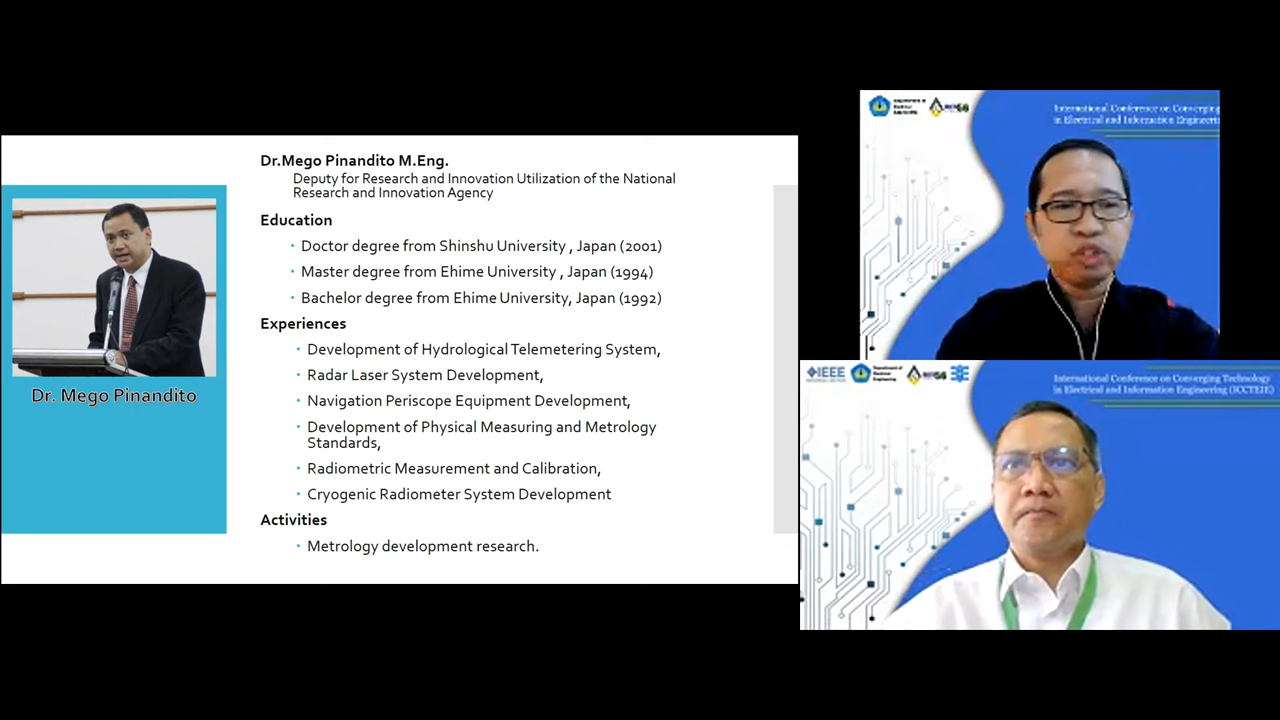 Dr.Mego Pinandito M.Eng.
Deputy for Research and Innovation Utilization of the National
Research and Innovation Agency
Education
• Doctor degree from Shinshu University , Japan (2001)
• Master degree from Ehime University , Japan (1994)
• Bachelor degree from Ehime University, Japan (1992)
Experiences
• Development of Hydrological Telemetering System,
• Radar Laser System Development,
• Navigation Periscope Equipment Development,
• Development of Physical Measuring and Metrology
Standards,
• Radiometric Measurement and Calibration,
• Cryogenic Radiometer System Development
Activities
• Metrology development research.
Dr. Mego Pinandito
International Conference on Converging
in Electrical and Information Engineerin
IEEE
Department of
Electrical
Engineering
International Conference on Converging Technology
in Electrical and Information Engineering (ICCTEIE)